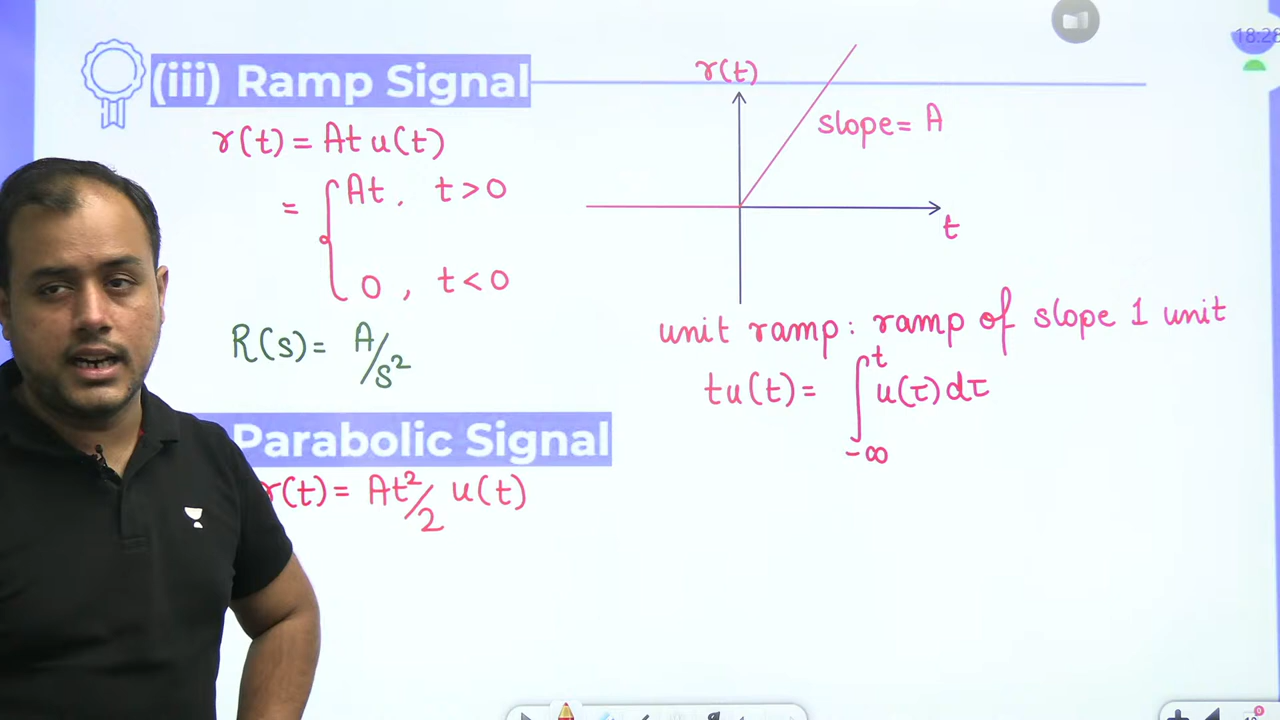 (iii) Ramp Signal
r(t) = At u(t)
= { At, t > 0
0, t < 0
R(s) = A/s²
r(t)
slope = A
t
unit ramp: ramp of slope 1 unit
tu(t) = ∫_{-∞}^{t} u(τ)dτ
Parabolic Signal
r(t) = At²/2 u(t)